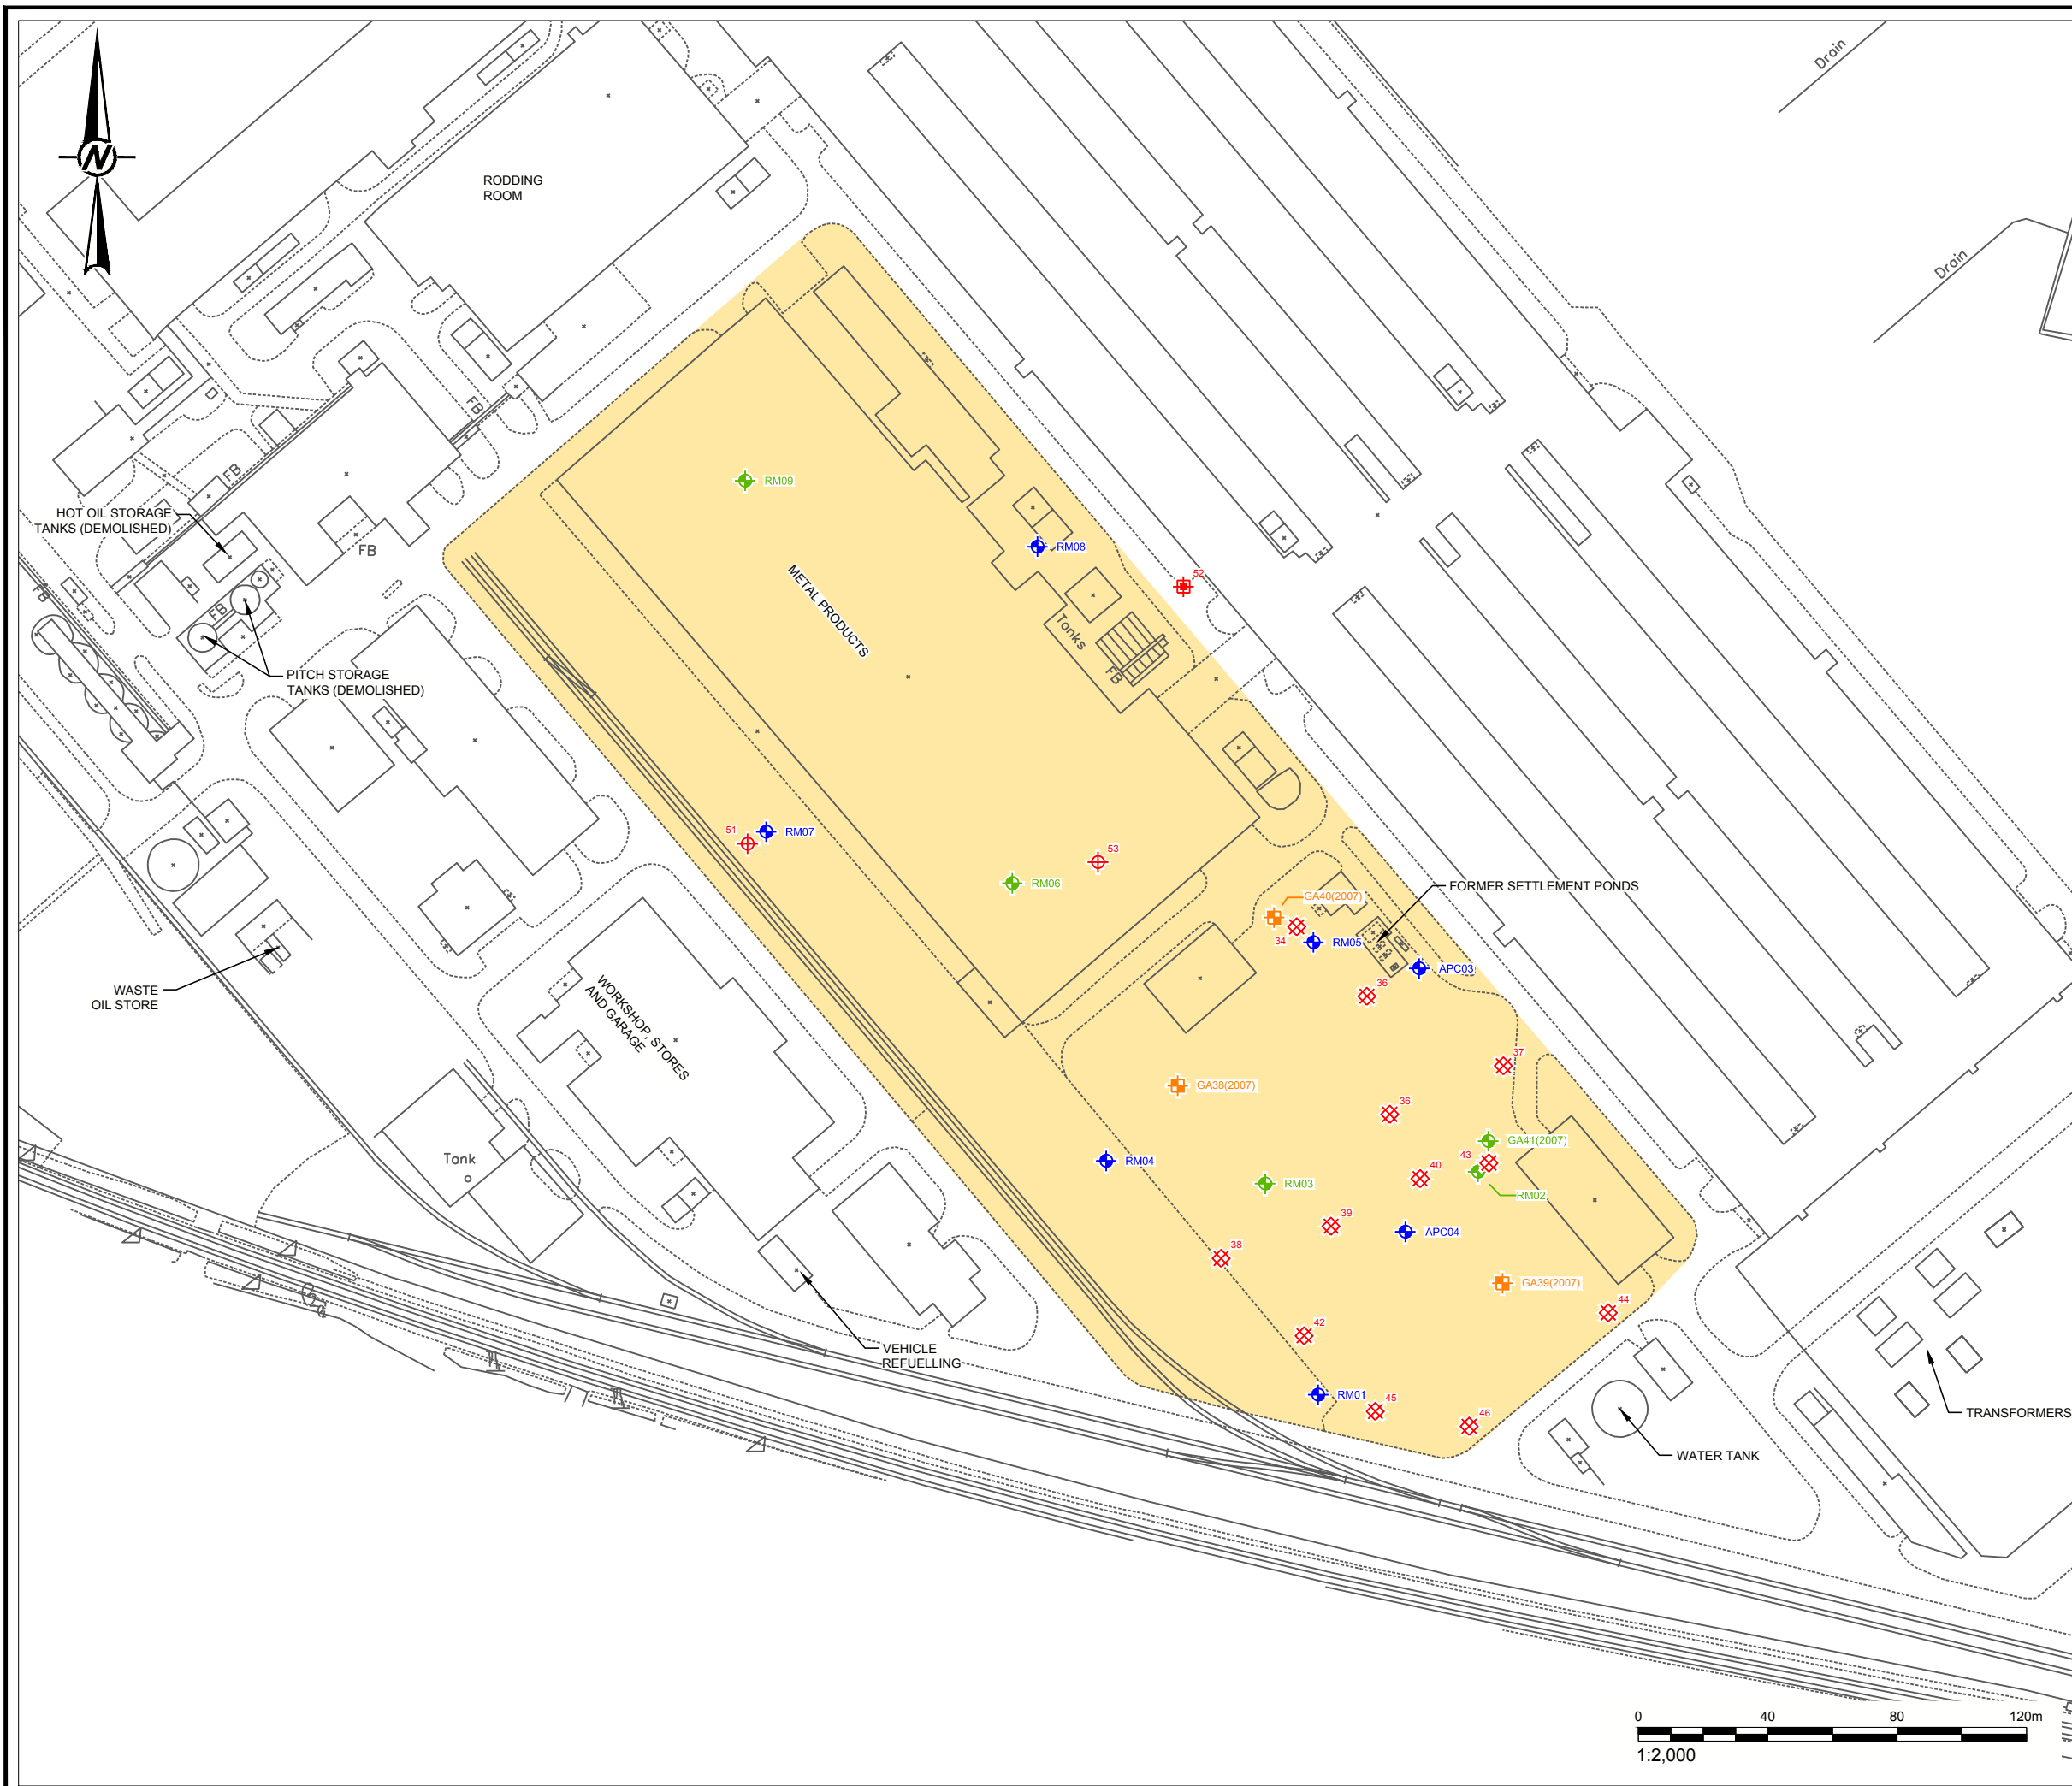 N
Drain
RODDING
ROOM
Drain
FB
FB
RM09
HOT OIL STORAGE
TANKS (DEMOLISHED)
FB
RM08
METAL PRODUCTS
52
FB
FB
Tanks
FB
PITCH STORAGE
TANKS (DEMOLISHED)
51
RM07
53
RM06
FORMER SETTLEMENT PONDS
GA40(2007)
34
RM05
APC03
WASTE
OIL STORE
WORKSHOP, STORES
AND GARAGE
36
37
GA38(2007)
36
GA41(2007)
43
RM04
40
RM03
RM02
Tank
39
APC04
38
GA39(2007)
44
42
VEHICLE
REFUELLING
RM01
45
46
TRANSFORMERS
WATER TANK
0 40 80 120m
1:2,000